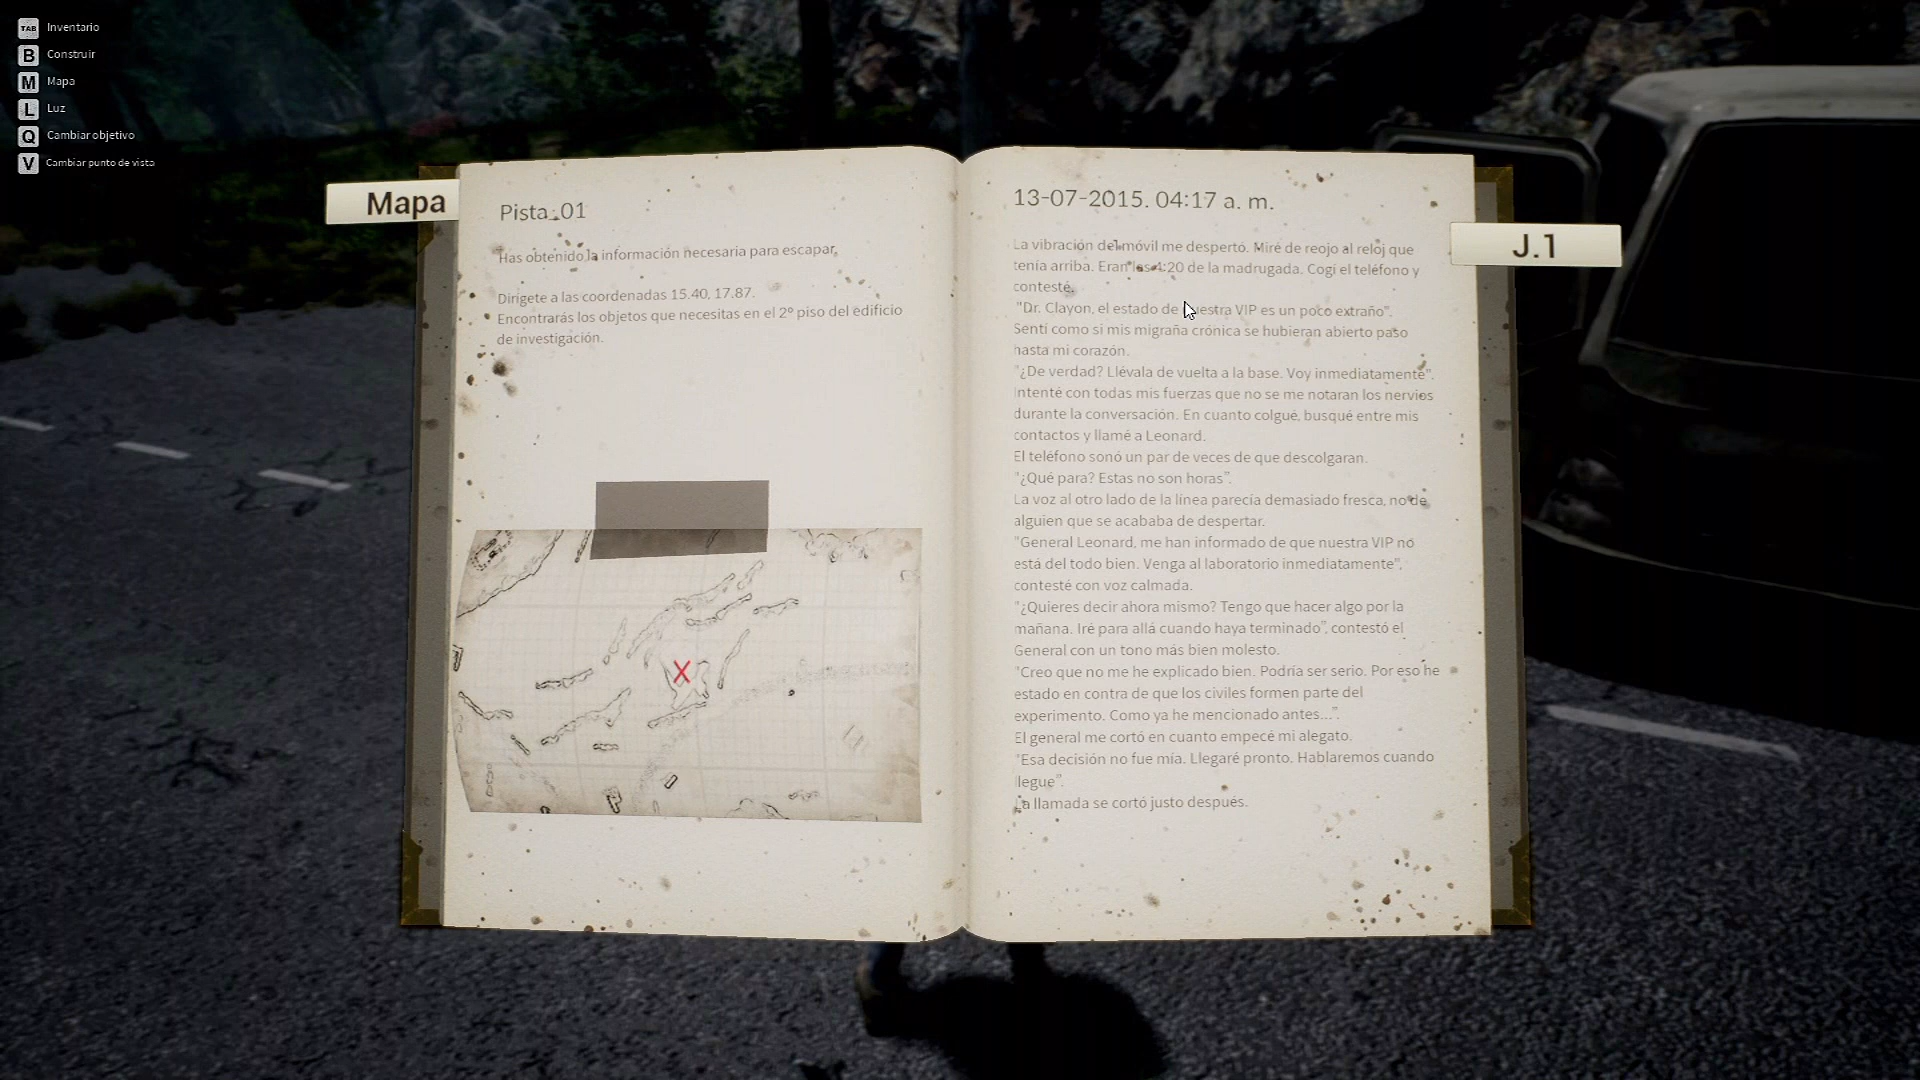 TAB Inventario
B Construir
M Mapa
L Luz
Q Cambiar objetivo
V Cambiar punto de vista
Mapa
Pista_01
Has obtenido la información necesaria para escapar,
Dirígete a las coordenadas 15.40, 17.87.
Encontrarás los objetos que necesitas en el 2º piso del edificio
de investigación.
X
13-07-2015. 04:17 a. m.
J.1
La vibración del móvil me despertó. Miré de reojo al reloj que
tenía arriba. Eran las 4:20 de la madrugada. Cogí el teléfono y
contesté.
"Dr. Clayon, el estado de nuestra VIP es un poco extraño".
Sentí como si mis migraña crónica se hubieran abierto paso
hasta mi corazón.
"¿De verdad? Llévala de vuelta a la base. Voy inmediatamente".
Intenté con todas mis fuerzas que no se me notaran los nervios
durante la conversación. En cuanto colgué, busqué entre mis
contactos y llamé a Leonard.
El teléfono sonó un par de veces de que descolgaran.
"¿Qué para? Estas no son horas".
La voz al otro lado de la línea parecía demasiado fresca, no de
alguien que se acababa de despertar.
"General Leonard, me han informado de que nuestra VIP no
está del todo bien. Venga al laboratorio inmediatamente",
contesté con voz calmada.
"¿Quieres decir ahora mismo? Tengo que hacer algo por la
mañana. Iré para allá cuando haya terminado", contestó el
General con un tono más bien molesto.
"Creo que no me he explicado bien. Podría ser serio. Por eso he
estado en contra de que los civiles formen parte del
experimento. Como ya he mencionado antes...".
El general me cortó en cuanto empecé mi alegato.
"Esa decisión no fue mía. Llegaré pronto. Hablaremos cuando
llegue".
La llamada se cortó justo después.